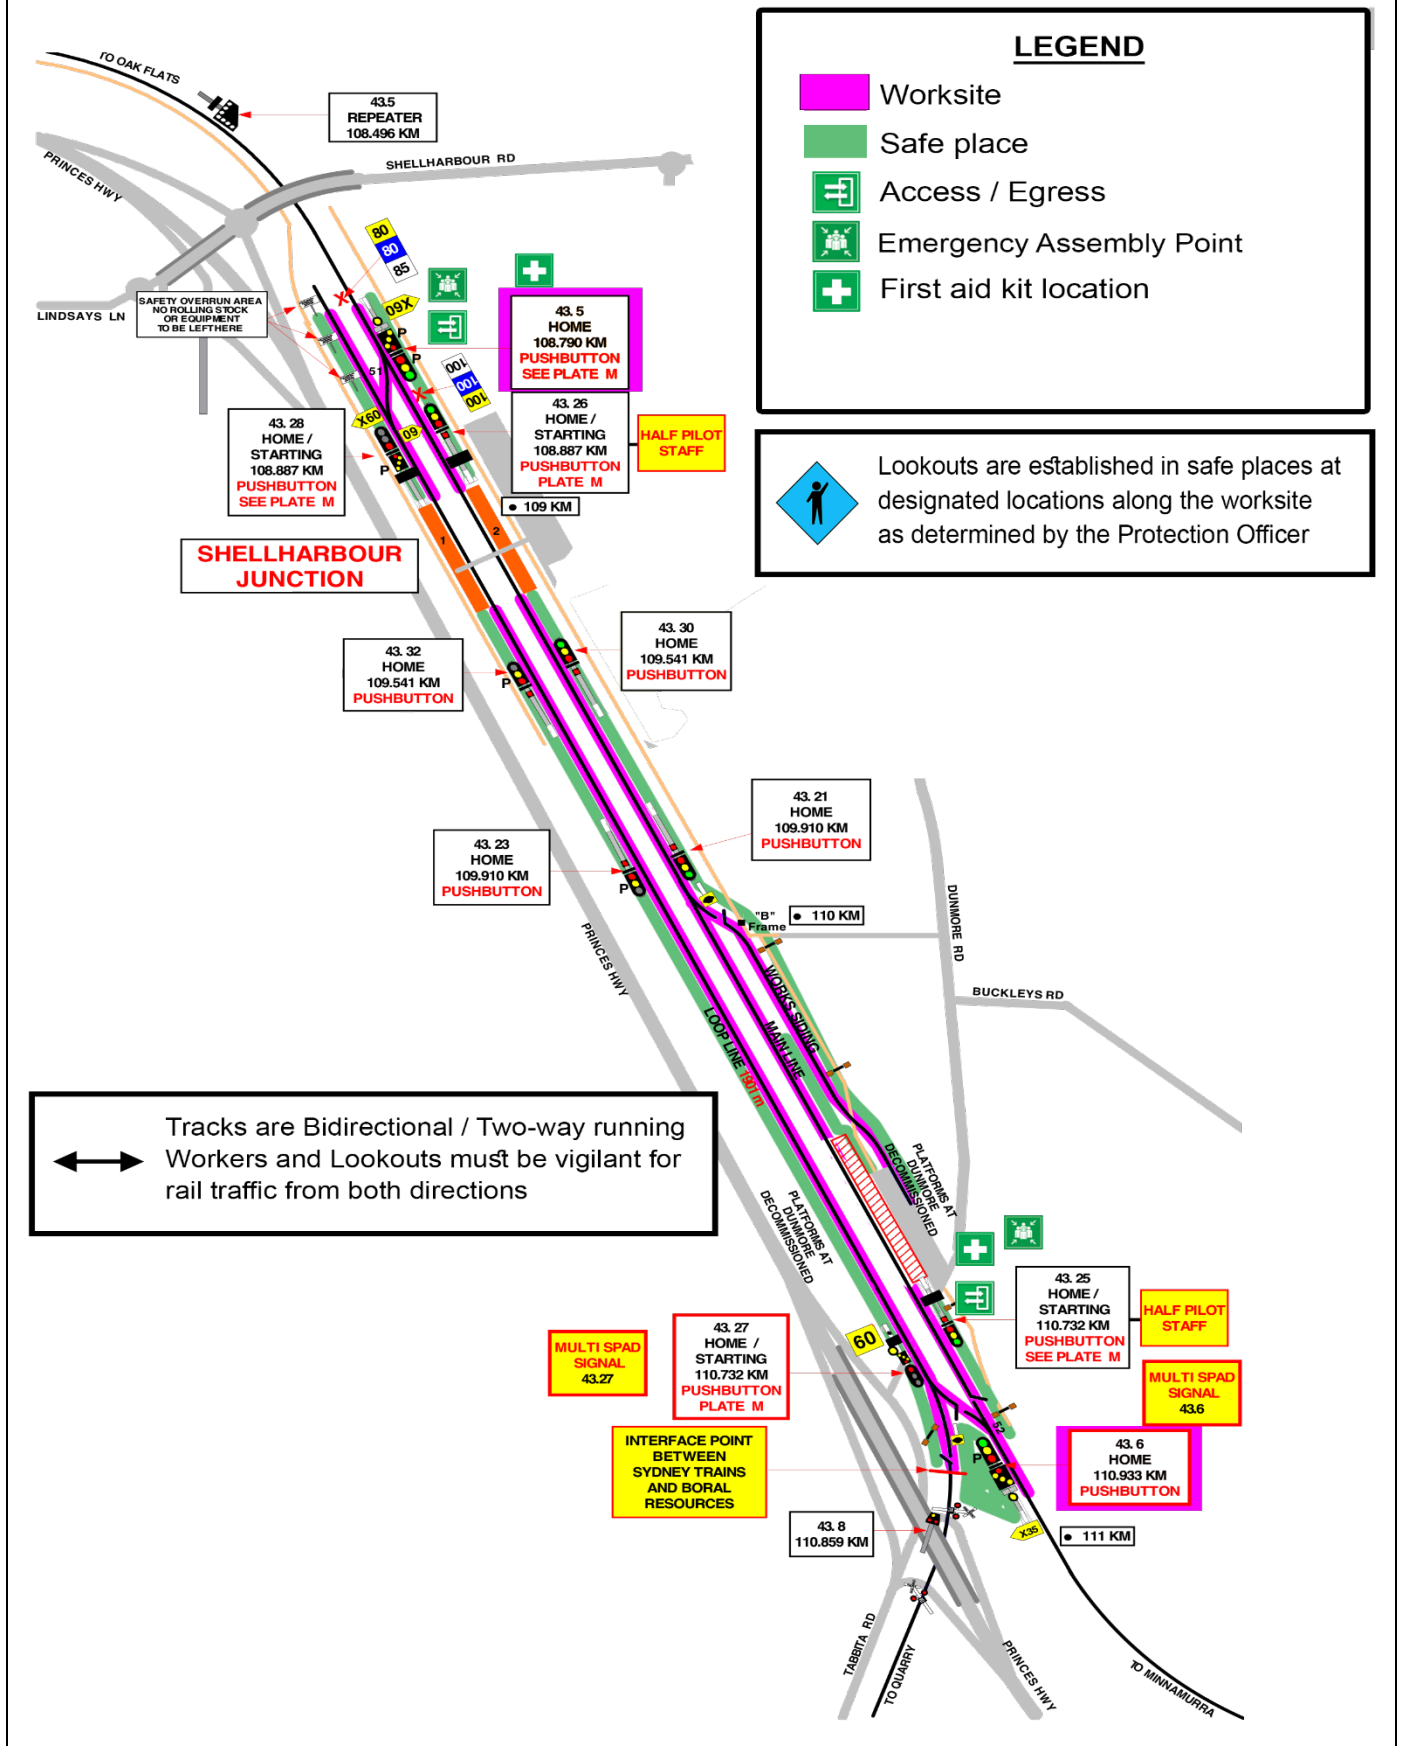 LEGEND
Worksite
Safe place
Access / Egress
Emergency Assembly Point
First aid kit location
Lookouts are established in safe places at
designated locations along the worksite
as determined by the Protection Officer
TO OAK FLATS
43.5
REPEATER
108.496 KM
PRINCES HWY
SHELLHARBOUR RD
80
80
85
SAFETY OVERRUN AREA
NO ROLLING STOCK
OR EQUIPMENT
TO BE LEFT HERE
LINDSAYS LN
X60
P
P
43. 5
HOME
108.790 KM
PUSHBUTTON
SEE PLATE M
51
100
100
100
43. 28
HOME /
STARTING
108.887 KM
PUSHBUTTON
SEE PLATE M
X60
60
P
43. 26
HOME /
STARTING
108.887 KM
PUSHBUTTON
PLATE M
HALF PILOT
STAFF
109 KM
1
2
SHELLHARBOUR
JUNCTION
43. 30
HOME
109.541 KM
PUSHBUTTON
43. 32
HOME
109.541 KM
PUSHBUTTON
P
43. 21
HOME
109.910 KM
PUSHBUTTON
43. 23
HOME
109.910 KM
PUSHBUTTON
P
"B"
Frame
110 KM
DUNMORE RD
PRINCES HWY
BUCKLEYS RD
WORKS SIDING
MAIN LINE
LOOP LINE 1901 m
Tracks are Bidirectional / Two-way running
Workers and Lookouts must be vigilant for
rail traffic from both directions
PLATFORMS AT
DUNMORE
DECOMMISSIONED
PLATFORMS AT
DUNMORE
DECOMMISSIONED
43. 25
HOME /
STARTING
110.732 KM
PUSHBUTTON
SEE PLATE M
HALF PILOT
STAFF
MULTI SPAD
SIGNAL
43.27
43. 27
HOME /
STARTING
110.732 KM
PUSHBUTTON
PLATE M
60
MULTI SPAD
SIGNAL
43.6
52
INTERFACE POINT
BETWEEN
SYDNEY TRAINS
AND BORAL
RESOURCES
P
43. 6
HOME
110.933 KM
PUSHBUTTON
43. 8
110.859 KM
X35
111 KM
TABBITA RD
TO QUARRY
PRINCES HWY
TO MINNAMURRA